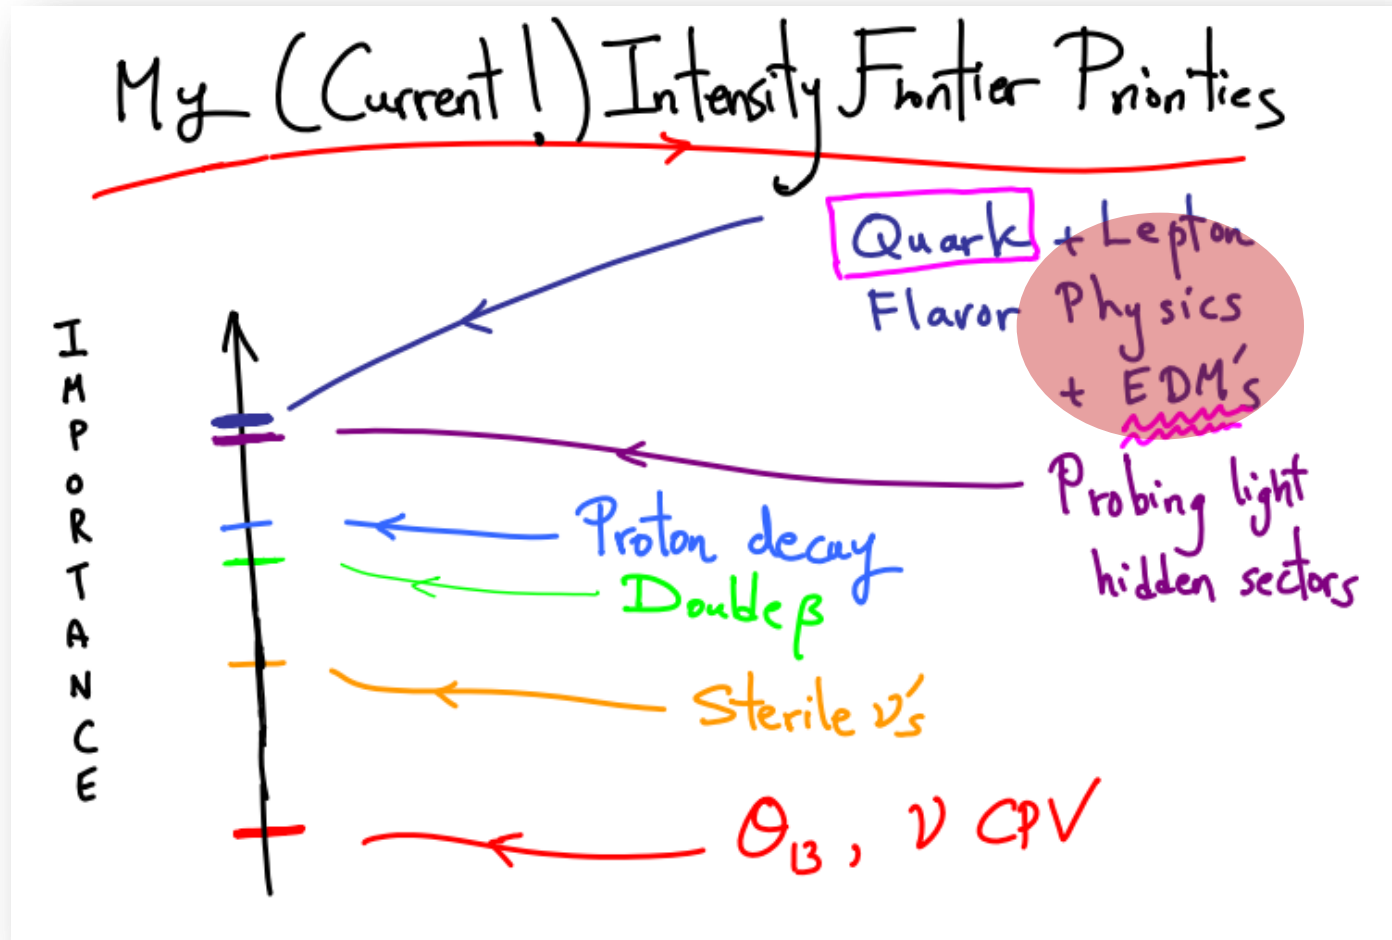 My (Current!) Intensity Frontier Priorities
Quark + Lepton
Flavor Physics
+ EDM's
IMPORTANCE
Probing light
hidden sectors
Proton decay
Double β
Sterile ν's
θ₁₃, ν CPV